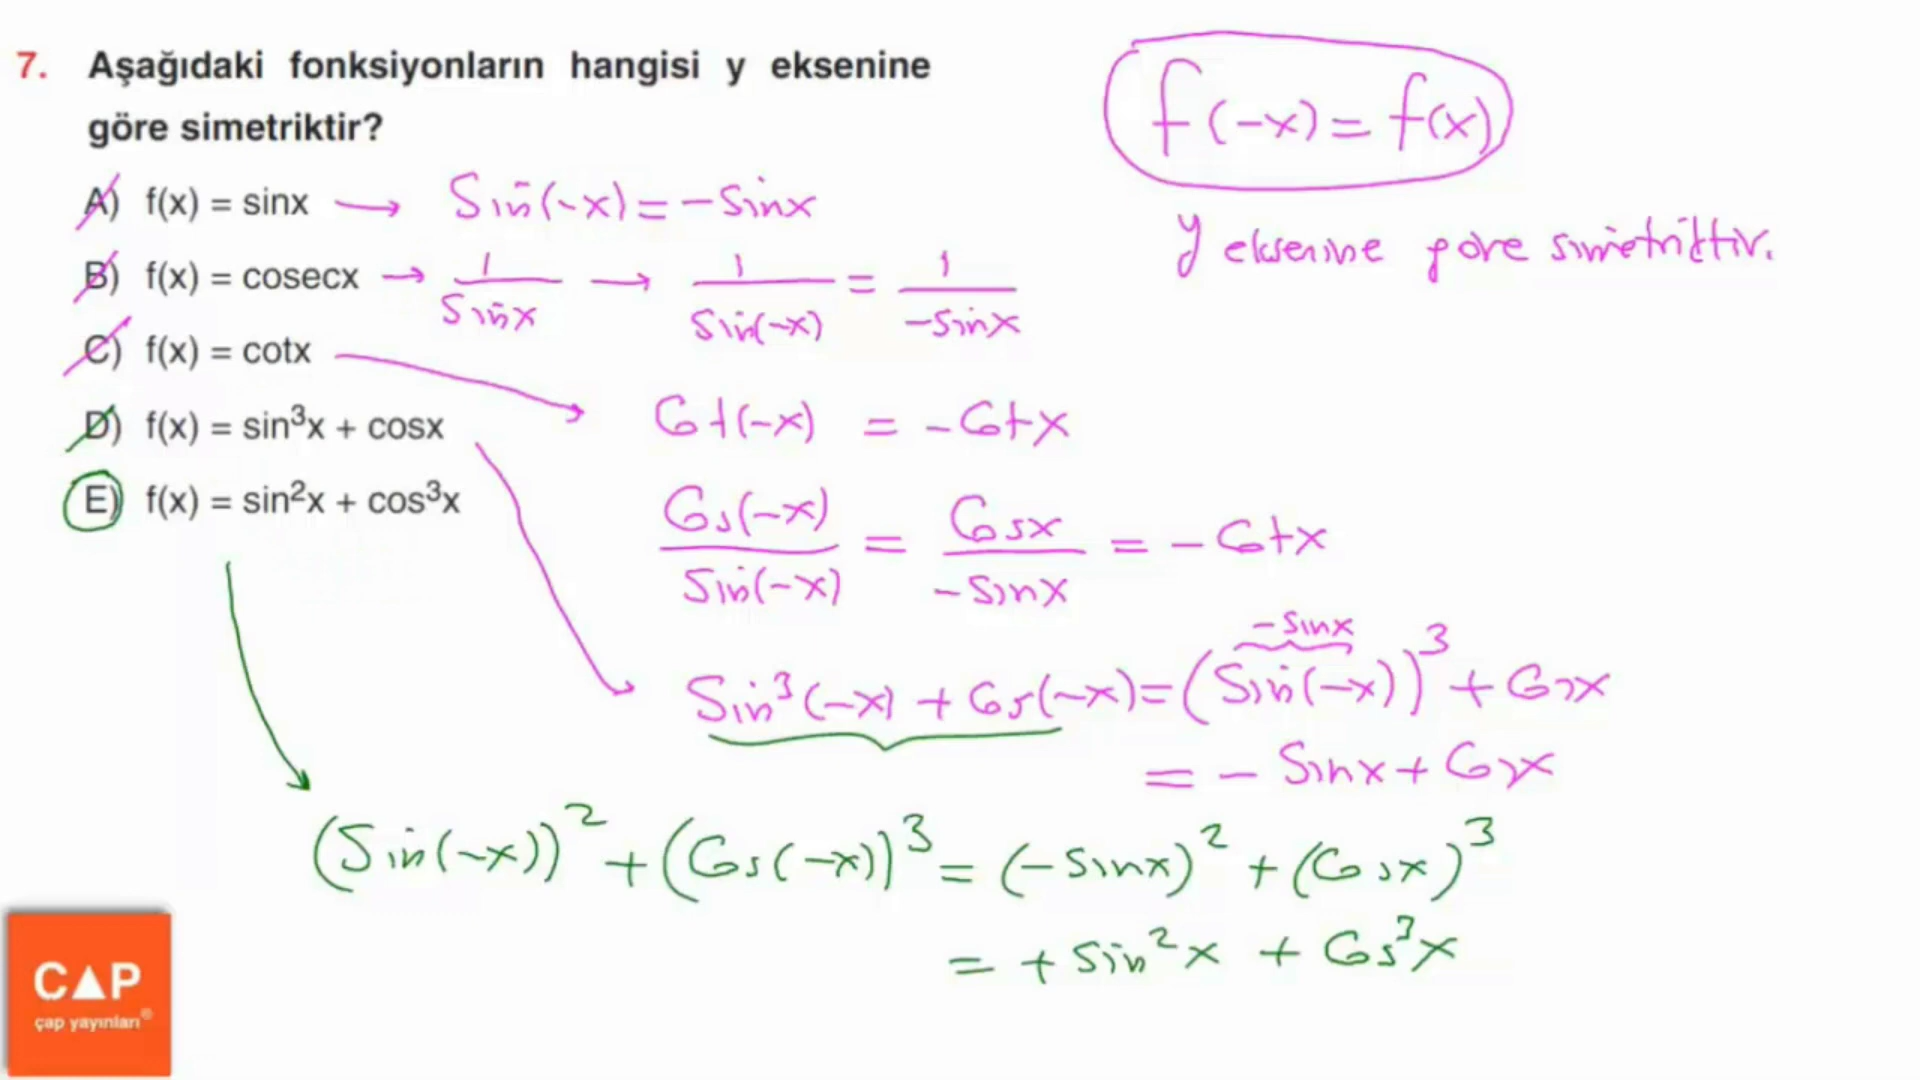 7. Aşağıdaki fonksiyonların hangisi y eksenine
göre simetriktir?
f(-x) = f(x)
y eksenine göre simetriktir.
A) f(x) = sinx → Sin(-x) = -Sinx
B) f(x) = cosecx → 1/Sinx → 1/Sin(-x) = 1/-Sinx
C) f(x) = cotx
Cot(-x) = -Cotx
D) f(x) = sin³x + cosx
E) f(x) = sin²x + cos³x
Cos(-x)/Sin(-x) = Cosx/-Sinx = -Cotx
-Sinx
Sin³(-x) + Cos(-x) = (Sin(-x))³ + Cosx
= - Sinx + Cosx
(Sin(-x))² + (Cos(-x))³ = (-Sinx)² + (Cosx)³
= + Sin²x + Cos³x
CAP
çap yayınları®